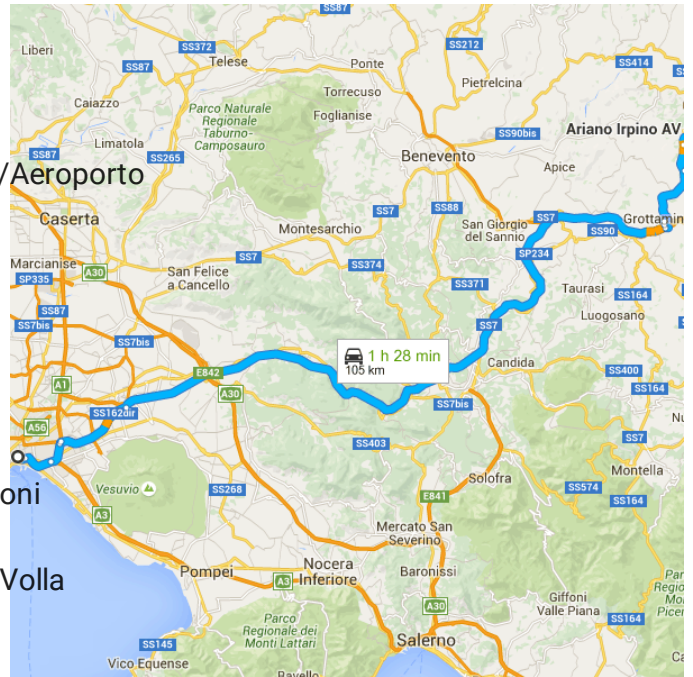 SS87
Liberi
SS372
SS87
Telese
Ponte
SS212
SS414
Caiazzo
Torrecuso
Pietrelcina
Parco Naturale
Regionale
Taburno-
Camposauro
Foglianise
SS90bis
Ariano Irpino AV
Limatola
SS87
SS265
Benevento
Apice
/Aeroporto
Caserta
SS7
SS88
San Giorgio
del Sannio
SS7
Grottamin
Montesarchio
SS90
Marcianise
A30
SS7
SS374
SP234
SP335
San Felice
a Cancello
SS371
Taurasi
SS164
SS87
Luogosano
SS7bis
SS7
SS7bis
1 h 28 min
105 km
Candida
E842
SS400
A1
A30
SS7bis
SS164
SS162dir
A56
SS403
SS7
Montella
Vesuvio
SS268
Solofra
SS574
oni
E841
SS164
A3
Mercato San
Severino
Volla
Pompei
Nocera
Inferiore
Baronissi
A3
Giffoni
Valle Piana
A30
SS164
Parco
Regionale dei
Monti Lattari
SS145
Salerno
Vico Equense
Ravello